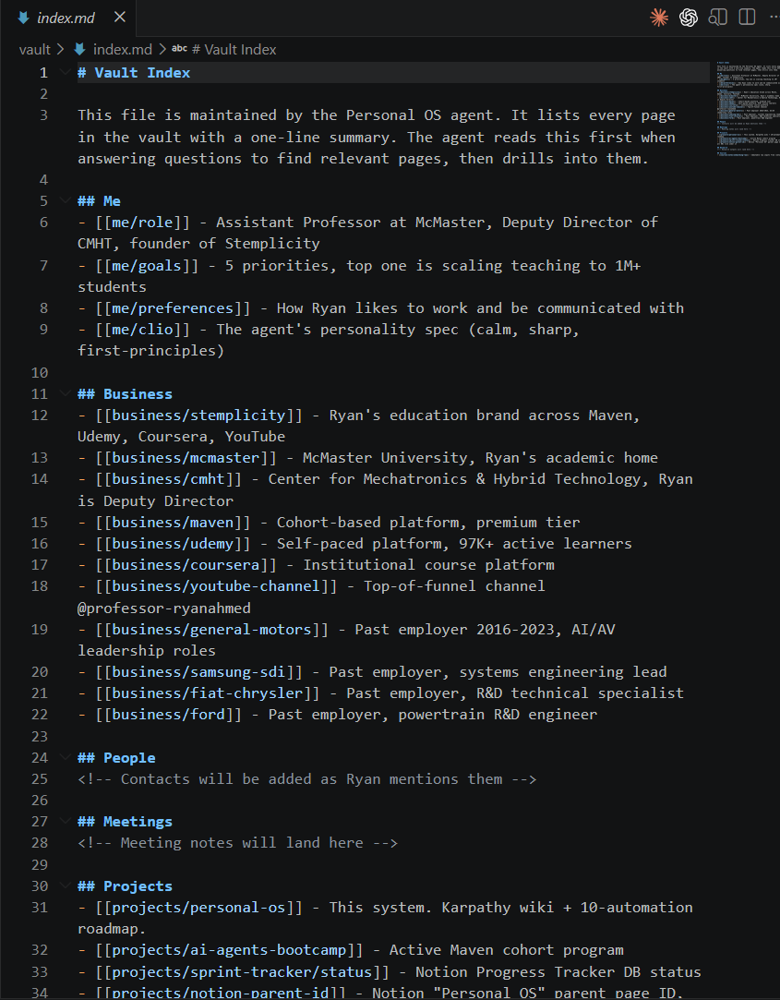 index.md
vault > index.md > abc # Vault Index
1 # Vault Index
2
3 This file is maintained by the Personal OS agent. It lists every page
in the vault with a one-line summary. The agent reads this first when
answering questions to find relevant pages, then drills into them.
4
5 ## Me
6 - [[me/role]] - Assistant Professor at McMaster, Deputy Director of
CMHT, founder of Stemplicity
7 - [[me/goals]] - 5 priorities, top one is scaling teaching to 1M+
students
8 - [[me/preferences]] - How Ryan likes to work and be communicated with
9 - [[me/clio]] - The agent's personality spec (calm, sharp,
first-principles)
10
11 ## Business
12 - [[business/stemplicity]] - Ryan's education brand across Maven,
Udemy, Coursera, YouTube
13 - [[business/mcmaster]] - McMaster University, Ryan's academic home
14 - [[business/cmht]] - Center for Mechatronics & Hybrid Technology, Ryan
is Deputy Director
15 - [[business/maven]] - Cohort-based platform, premium tier
16 - [[business/udemy]] - Self-paced platform, 97K+ active learners
17 - [[business/coursera]] - Institutional course platform
18 - [[business/youtube-channel]] - Top-of-funnel channel
@professor-ryanahmed
19 - [[business/general-motors]] - Past employer 2016-2023, AI/AV
leadership roles
20 - [[business/samsung-sdi]] - Past employer, systems engineering lead
21 - [[business/fiat-chrysler]] - Past employer, R&D technical specialist
22 - [[business/ford]] - Past employer, powertrain R&D engineer
23
24 ## People
25 <!-- Contacts will be added as Ryan mentions them -->
26
27 ## Meetings
28 <!-- Meeting notes will land here -->
29
30 ## Projects
31 - [[projects/personal-os]] - This system. Karpathy wiki + 10-automation
roadmap.
32 - [[projects/ai-agents-bootcamp]] - Active Maven cohort program
33 - [[projects/sprint-tracker/status]] - Notion Progress Tracker DB status
34 - [[projects/notion-parent-id]] - Notion "Personal OS" parent page ID.